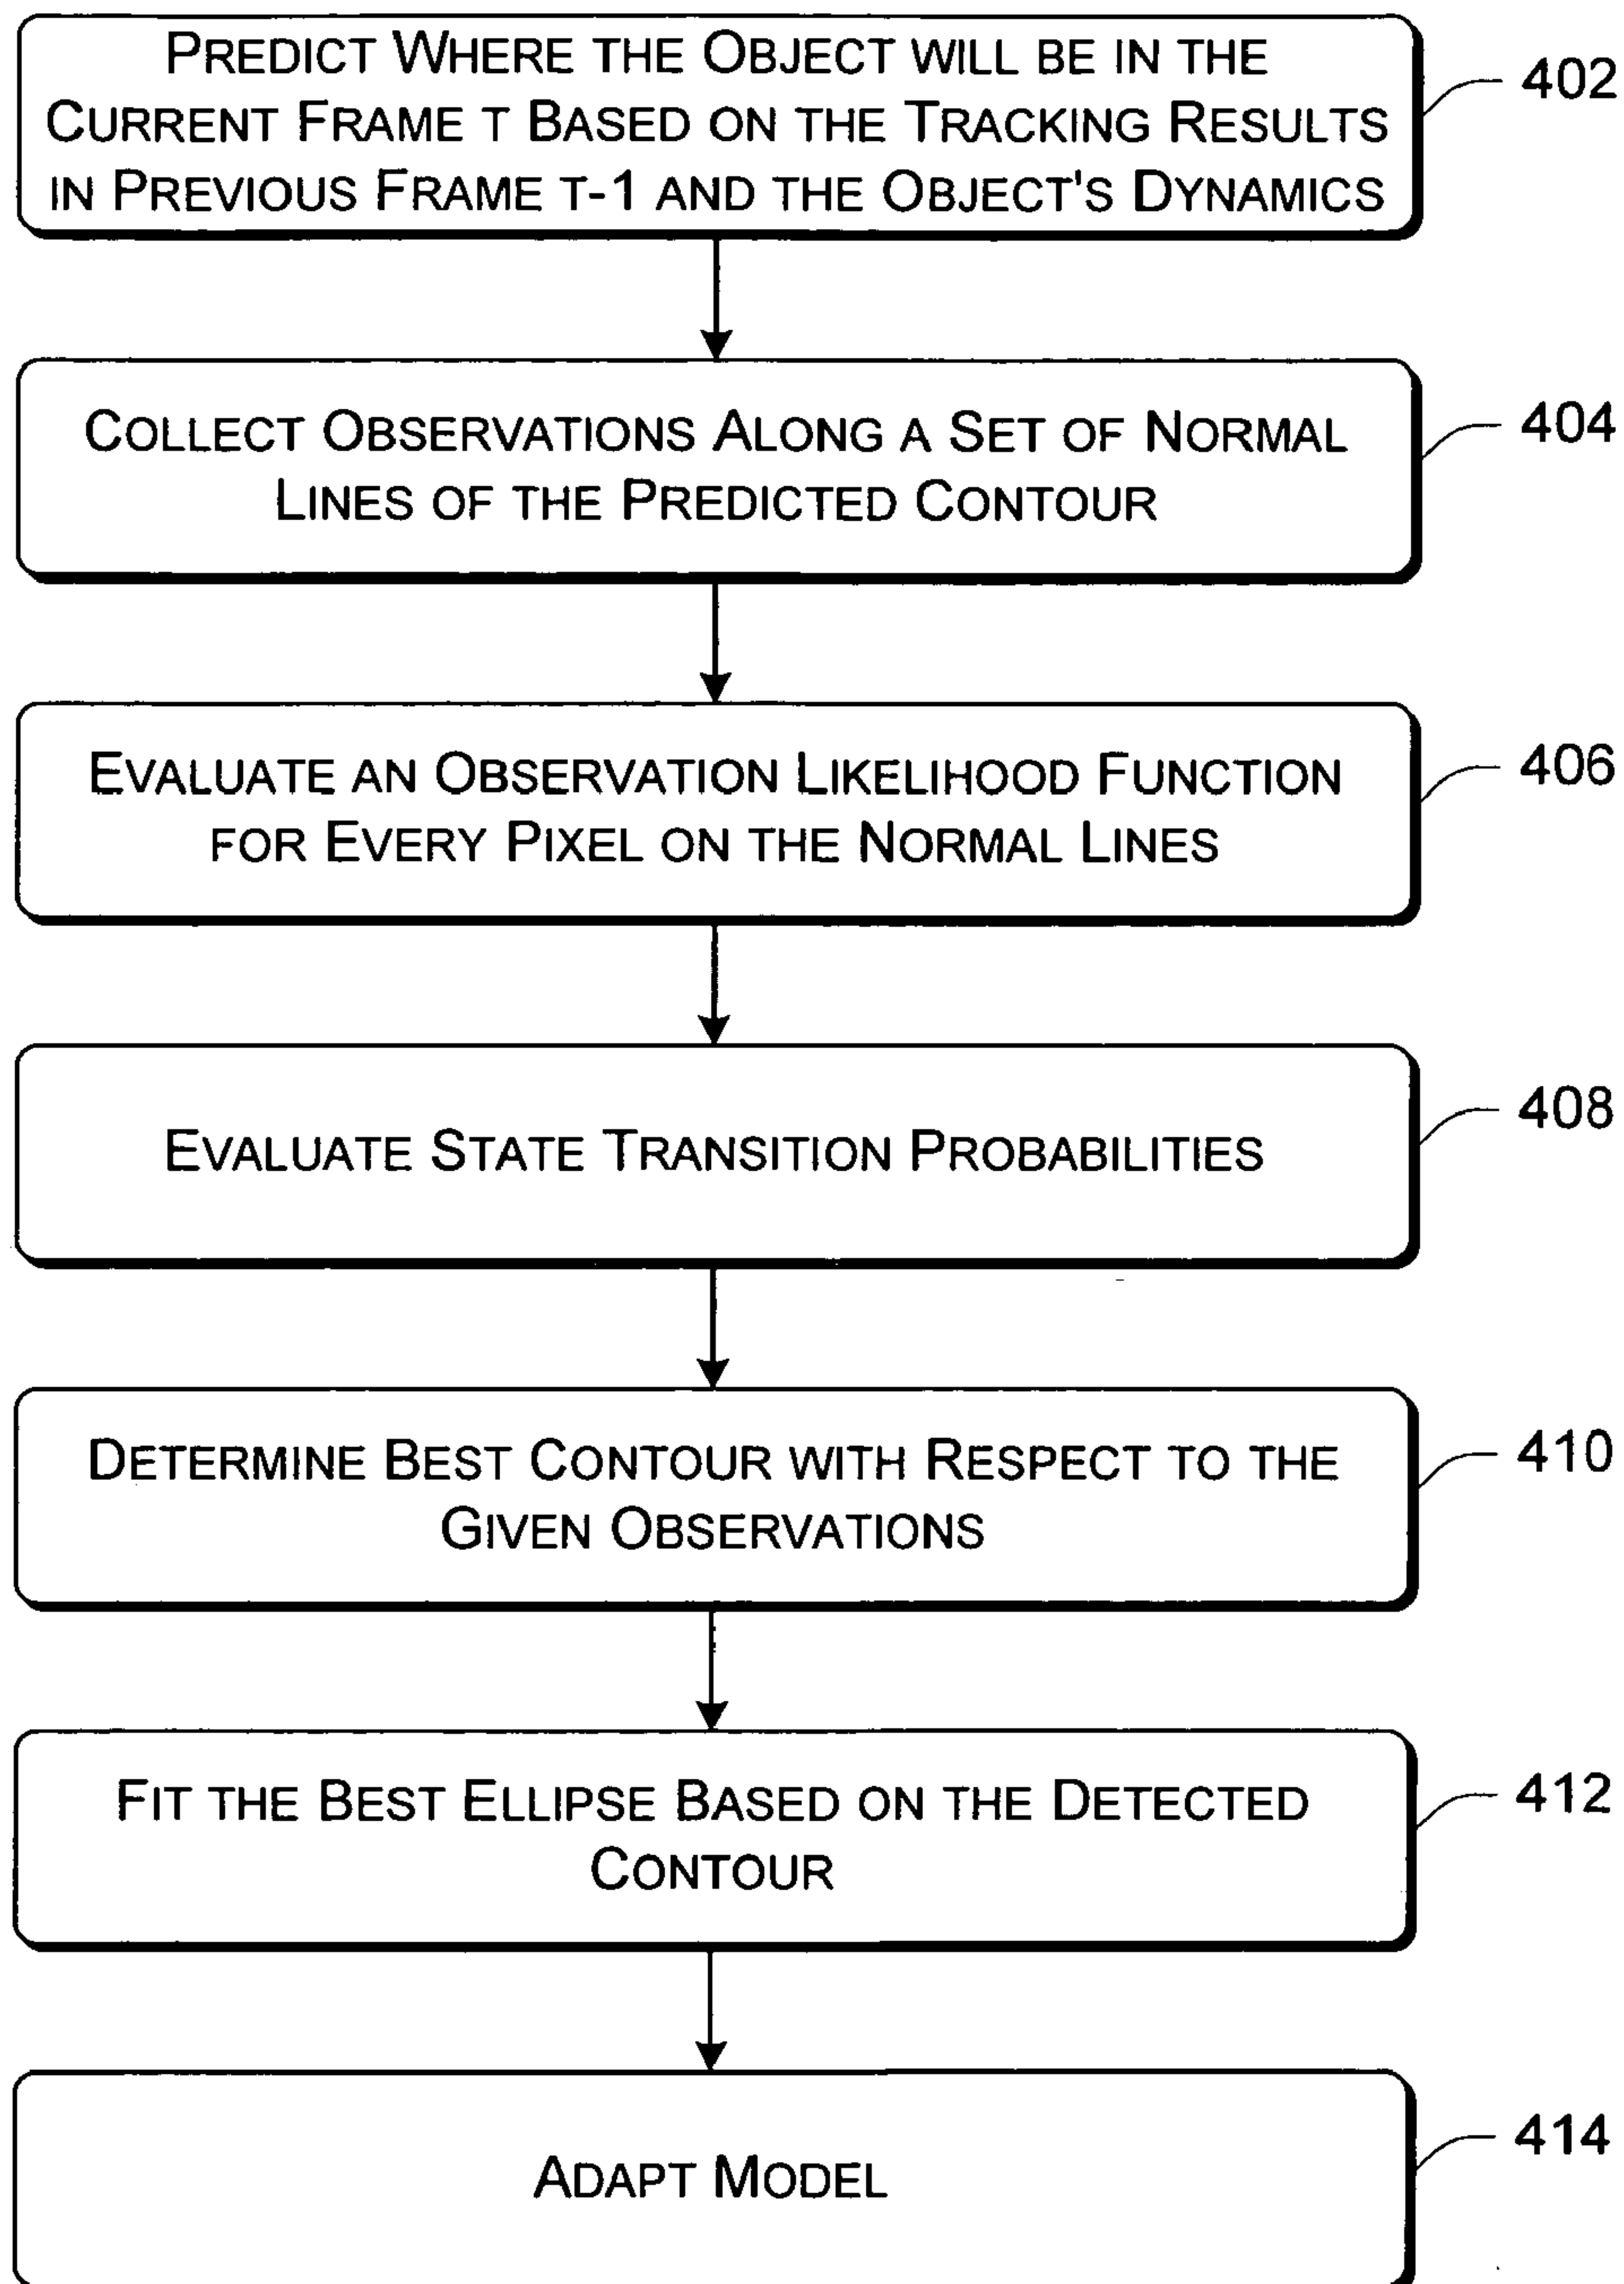 PREDICT WHERE THE OBJECT WILL BE IN THE
CURRENT FRAME T BASED ON THE TRACKING RESULTS
IN PREVIOUS FRAME T-1 AND THE OBJECT'S DYNAMICS
402
COLLECT OBSERVATIONS ALONG A SET OF NORMAL
LINES OF THE PREDICTED CONTOUR
404
EVALUATE AN OBSERVATION LIKELIHOOD FUNCTION
FOR EVERY PIXEL ON THE NORMAL LINES
406
EVALUATE STATE TRANSITION PROBABILITIES
408
DETERMINE BEST CONTOUR WITH RESPECT TO THE
GIVEN OBSERVATIONS
410
FIT THE BEST ELLIPSE BASED ON THE DETECTED
CONTOUR
412
ADAPT MODEL
414